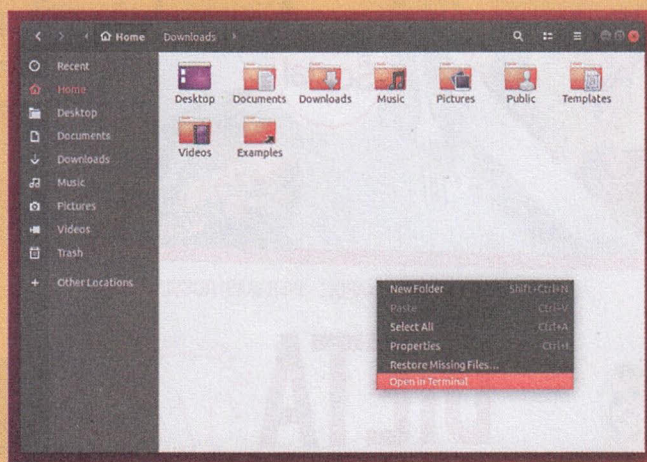 Home Downloads
Recent
Home
Desktop
Documents
Downloads
Music
Pictures
Videos
Trash
Other Locations
Desktop Documents Downloads Music Pictures Public Templates
Videos Examples
New Folder Shift+Ctrl+N
Paste Ctrl+V
Select All Ctrl+A
Properties
Restore Missing Files...
Open in Terminal